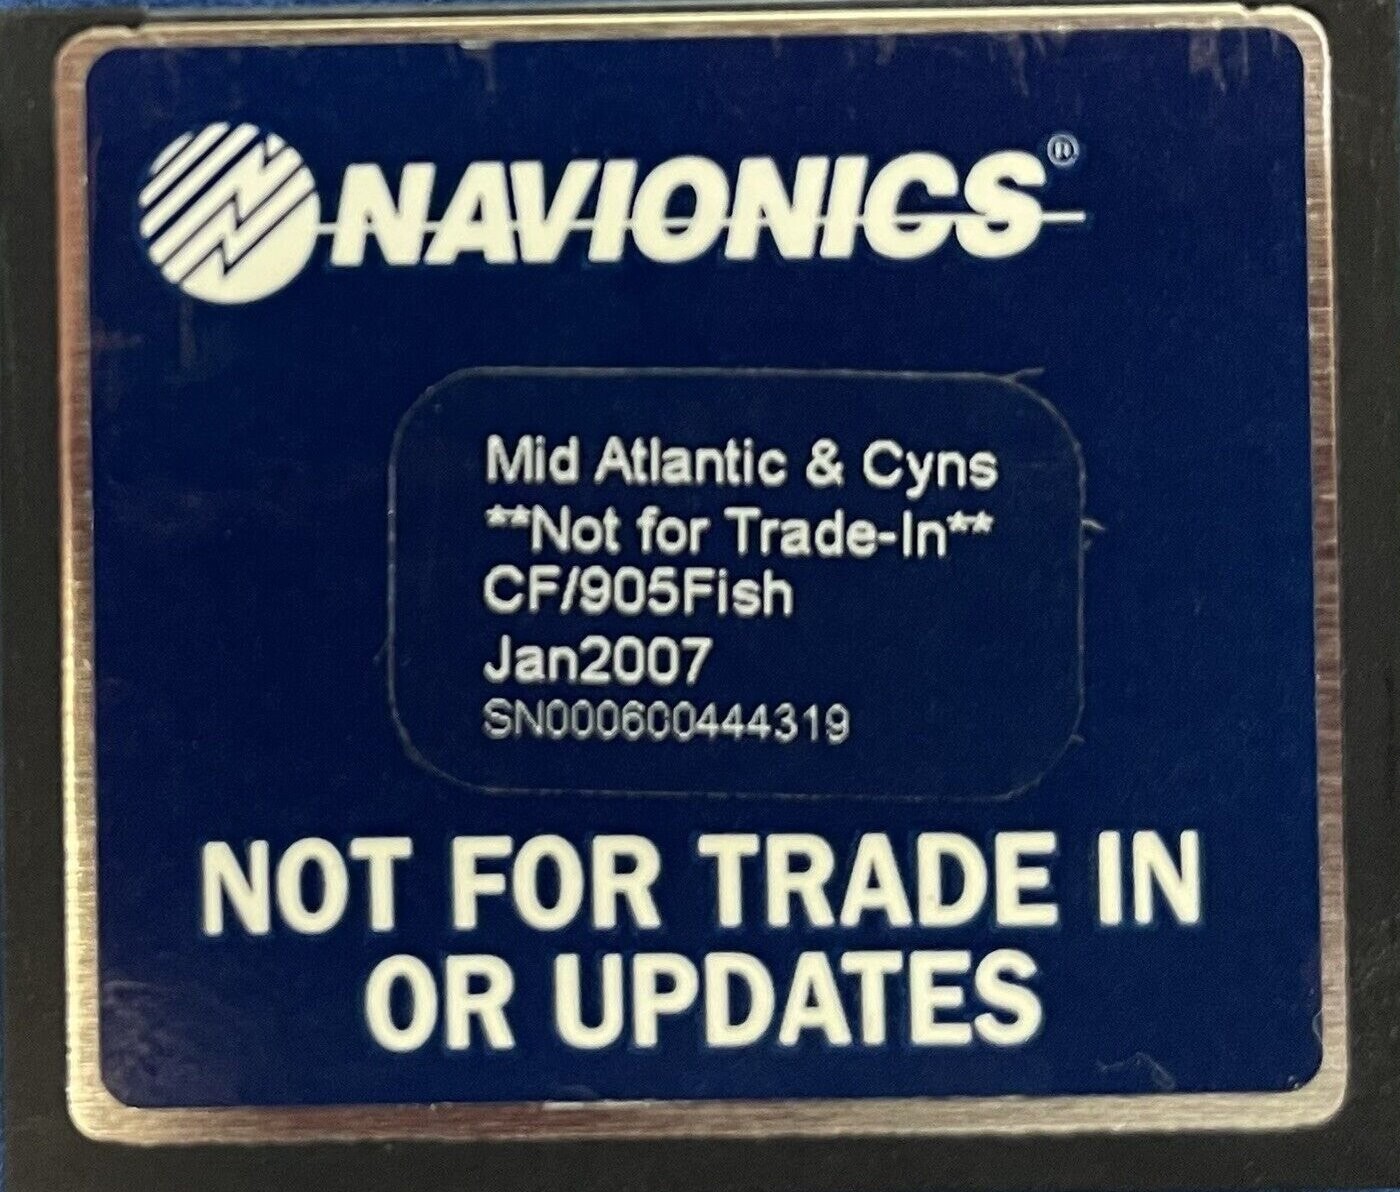 NAVIONICS®
Mid Atlantic & Cyns
**Not for Trade-In**
CF/905Fish
Jan2007
SN000600444319
NOT FOR TRADE IN
OR UPDATES